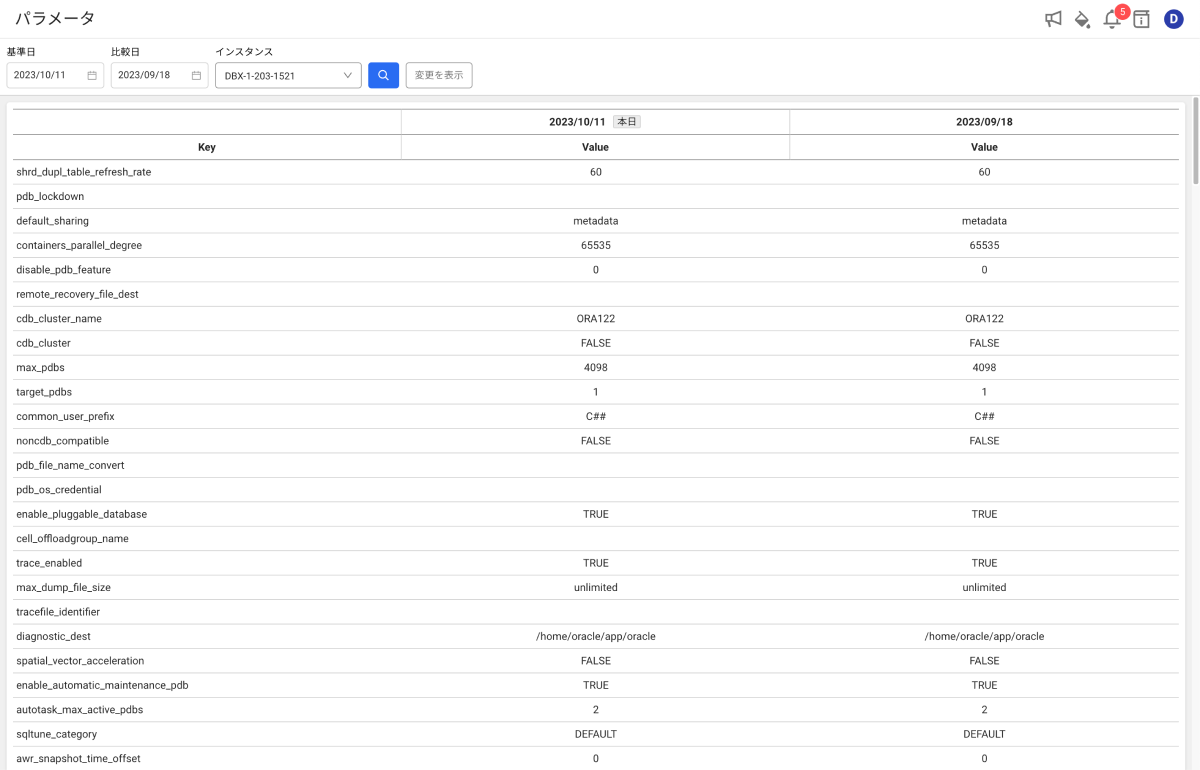 パラメータ
5
D
基準日 比較日 インスタンス
2023/10/11 2023/09/18 DBX-1-203-1521 変更を表示
2023/10/11 本日 2023/09/18
Key Value Value
shrd_dupl_table_refresh_rate 60 60
pdb_lockdown
default_sharing metadata metadata
containers_parallel_degree 65535 65535
disable_pdb_feature 0 0
remote_recovery_file_dest
cdb_cluster_name ORA122 ORA122
cdb_cluster FALSE FALSE
max_pdbs 4098 4098
target_pdbs 1 1
common_user_prefix C## C##
noncdb_compatible FALSE FALSE
pdb_file_name_convert
pdb_os_credential
enable_pluggable_database TRUE TRUE
cell_offloadgroup_name
trace_enabled TRUE TRUE
max_dump_file_size unlimited unlimited
tracefile_identifier
diagnostic_dest /home/oracle/app/oracle /home/oracle/app/oracle
spatial_vector_acceleration FALSE FALSE
enable_automatic_maintenance_pdb TRUE TRUE
autotask_max_active_pdbs 2 2
sqltune_category DEFAULT DEFAULT
awr_snapshot_time_offset 0 0